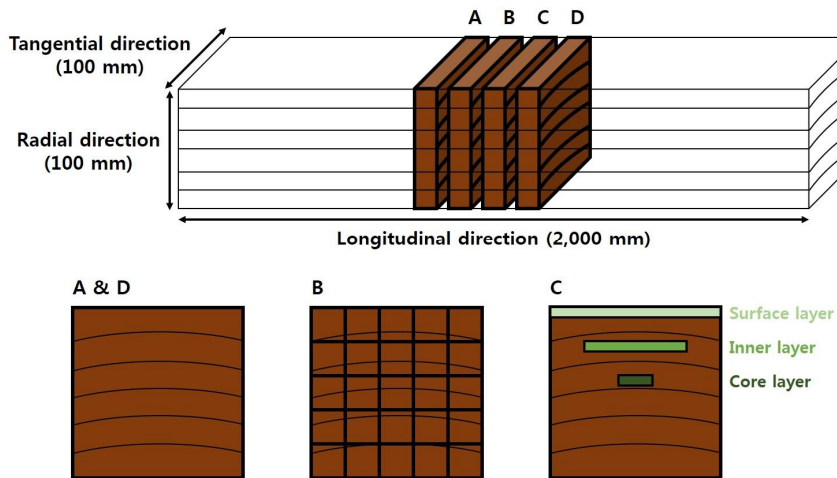 A B C D
Tangential direction
(100 mm)
Radial direction
(100 mm)
Longitudinal direction (2,000 mm)
A & D
B
C
Surface layer
Inner layer
Core layer